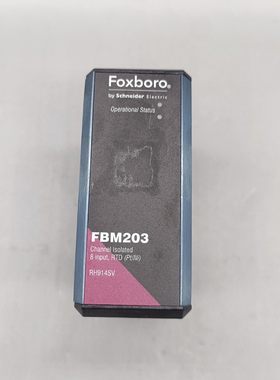 Foxboro®
by Schneider Electric
Operational Status
FBM203
Channel Isolated
8 input, RTD (Pt/Ni)
RH914SV